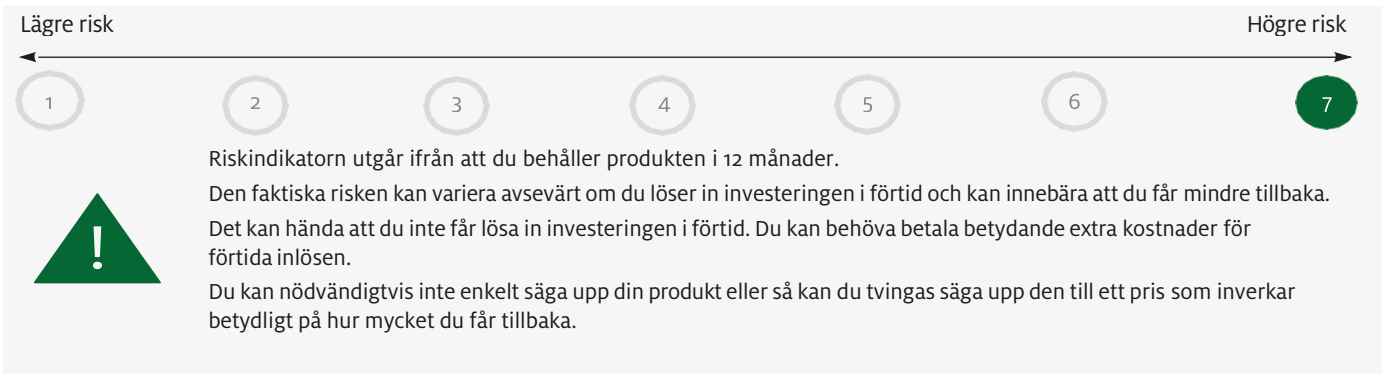 Lägre risk Högre risk
1 2 3 4 5 6 7
Riskindikatorn utgår ifrån att du behåller produkten i 12 månader.
Den faktiska risken kan variera avsevärt om du löser in investeringen i förtid och kan innebära att du får mindre tillbaka.
Det kan hända att du inte får lösa in investeringen i förtid. Du kan behöva betala betydande extra kostnader för
förtida inlösen.
Du kan nödvändigtvis inte enkelt säga upp din produkt eller så kan du tvingas säga upp den till ett pris som inverkar
betydligt på hur mycket du får tillbaka.
!